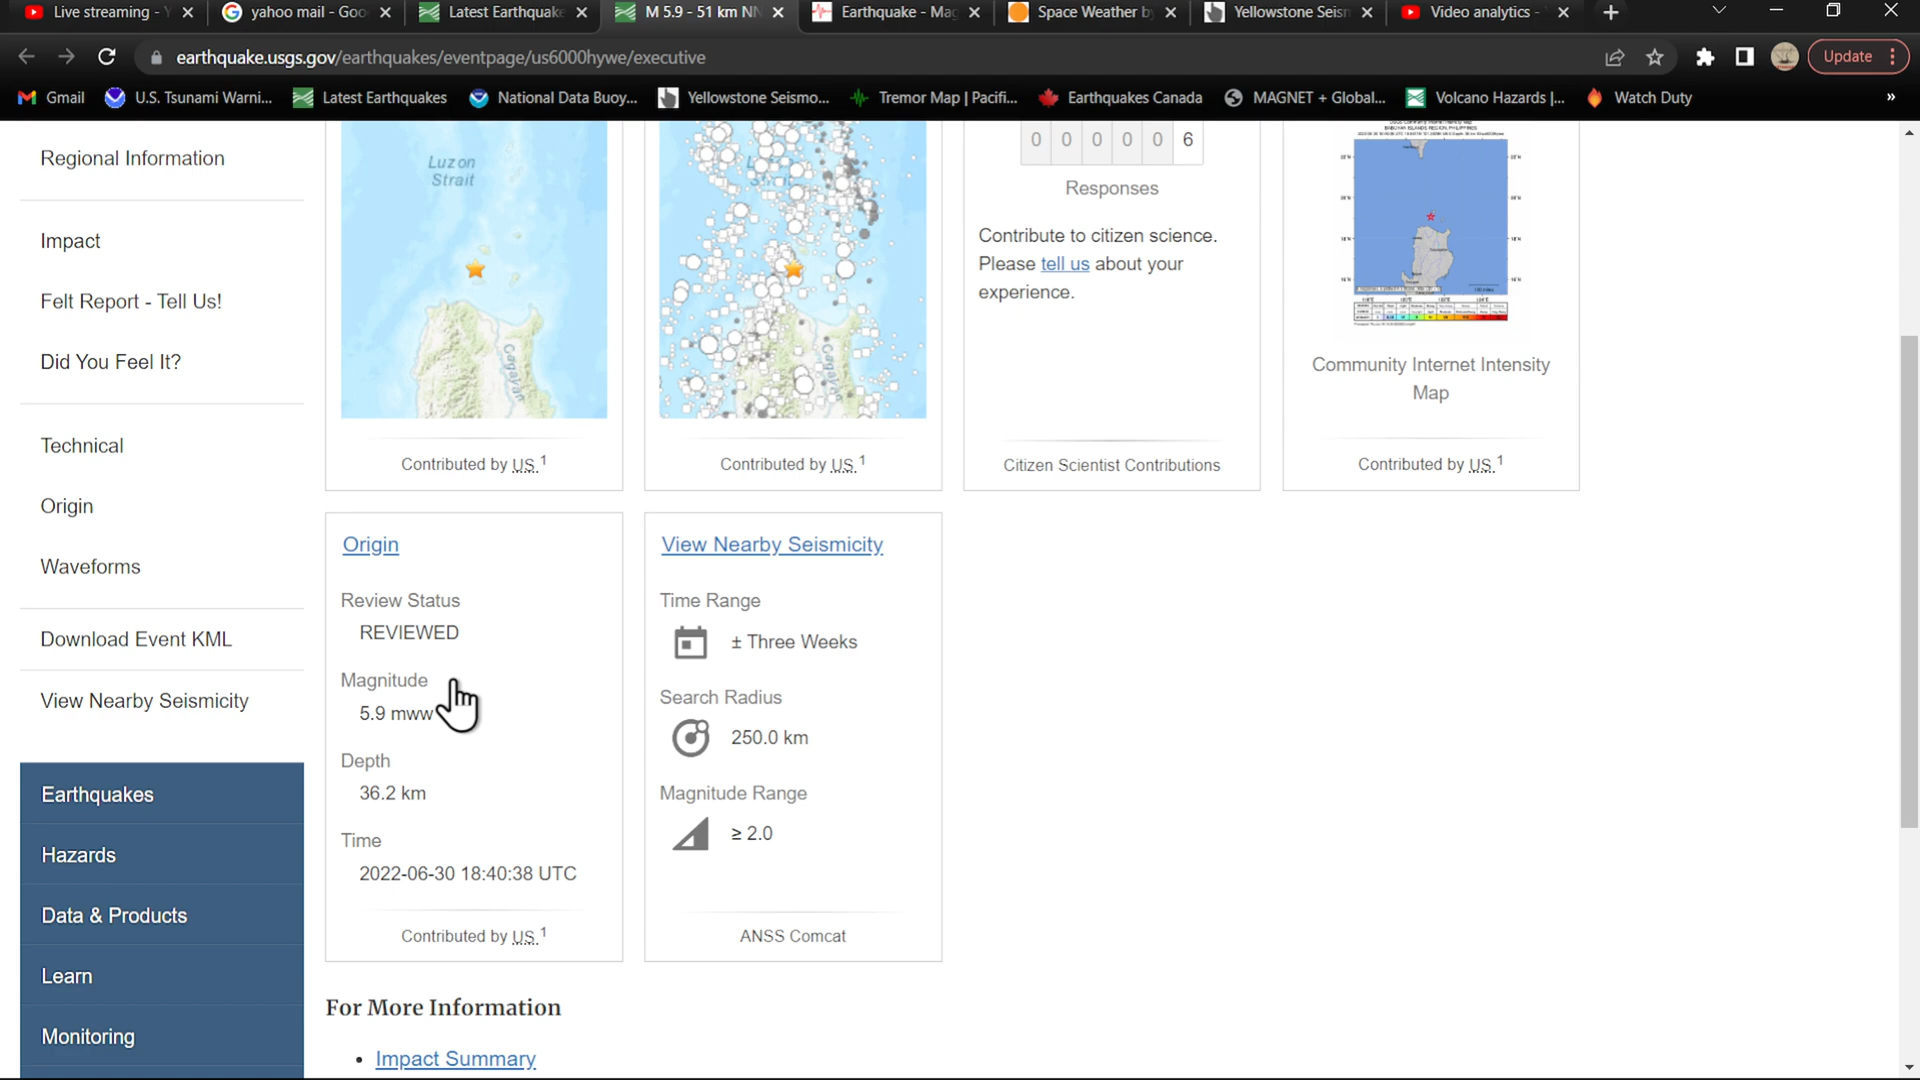 Live streaming -
yahoo mail - Goo
Latest Earthquake
M 5.9 - 51 km NN
Earthquake - Mag
Space Weather b
Yellowstone Seis
Video analytics -
earthquake.usgs.gov/earthquakes/eventpage/us6000hywe/executive
Update
Gmail
U.S. Tsunami Warni...
Latest Earthquakes
National Data Buoy...
Yellowstone Seismo...
Tremor Map | Pacifi...
Earthquakes Canada
MAGNET + Global...
Volcano Hazards |...
Watch Duty
»
Regional Information
Impact
Felt Report - Tell Us!
Did You Feel It?
Technical
Origin
Waveforms
Download Event KML
View Nearby Seismicity
Earthquakes
Hazards
Data & Products
Learn
Monitoring
Luzon
Strait
Cagayan
Contributed by US 1
Cagayan
Contributed by US 1
0 0 0 0 0 6
Responses
Contribute to citizen science.
Please tell us about your
experience.
Citizen Scientist Contributions
Community Internet Intensity
Map
Contributed by US 1
Origin
Review Status
REVIEWED
Magnitude
5.9 mww
Depth
36.2 km
Time
2022-06-30 18:40:38 UTC
Contributed by US 1
View Nearby Seismicity
Time Range
± Three Weeks
Search Radius
250.0 km
Magnitude Range
≥ 2.0
ANSS Comcat
For More Information
• Impact Summary